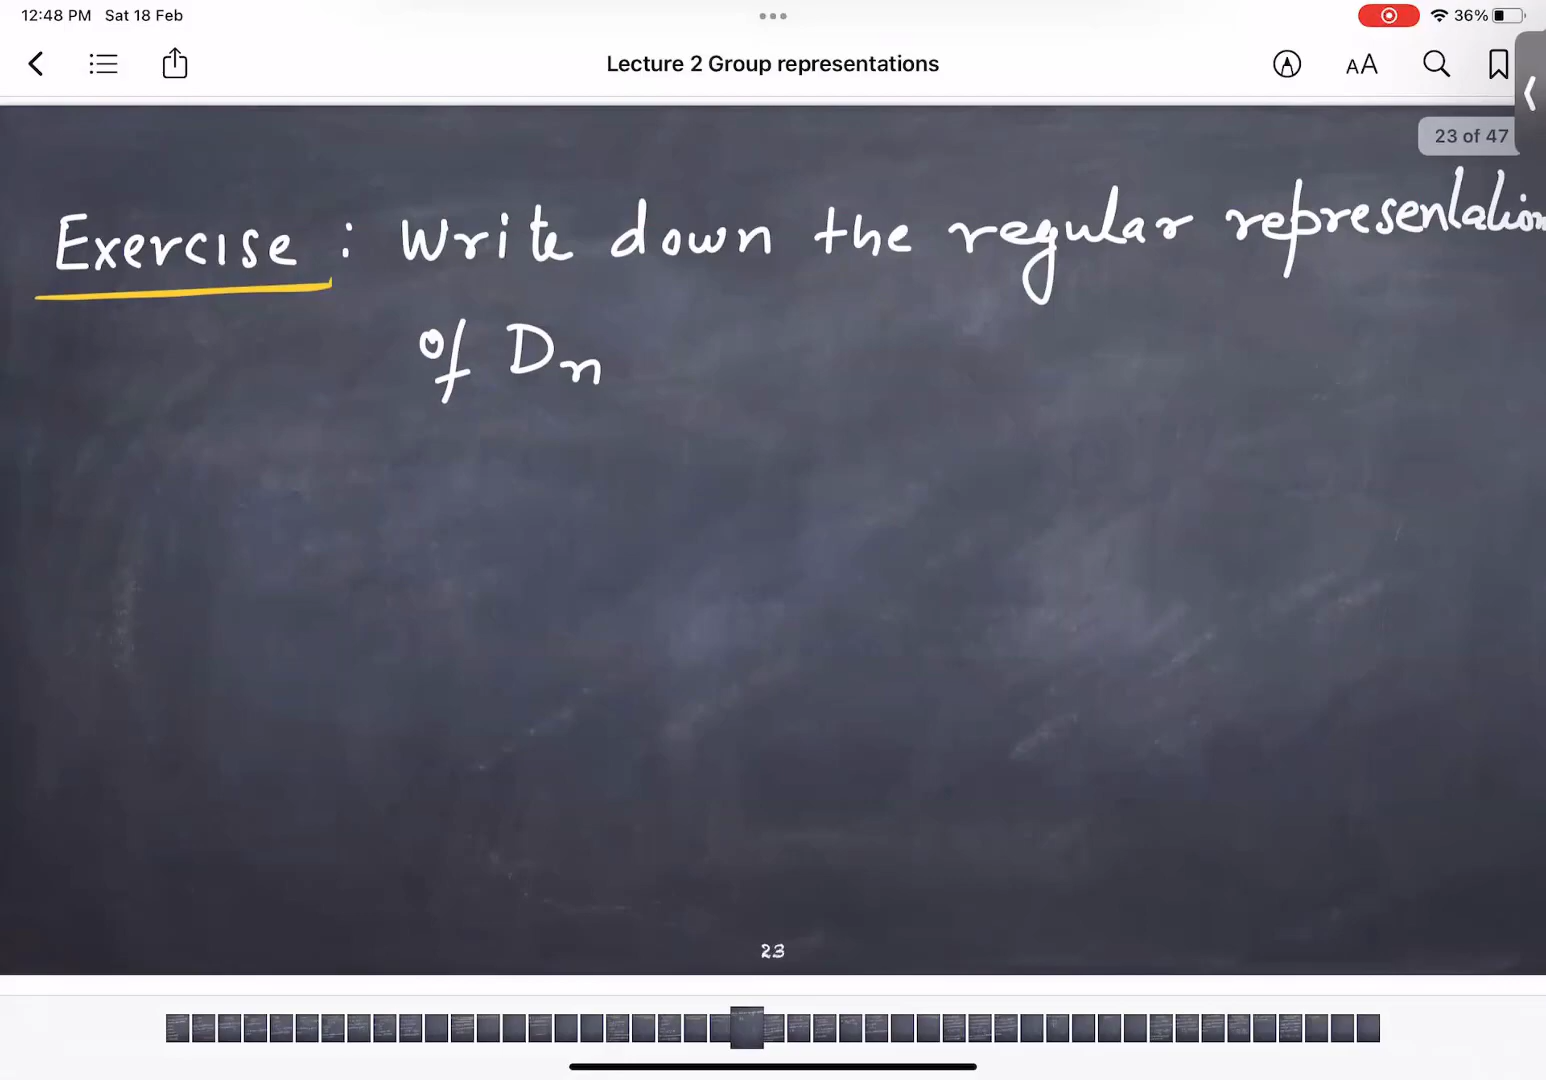 12:48 PM Sat 18 Feb
36%
Lecture 2 Group representations
AA
23 of 47
Exercise : Write down the regular representation
of Dn
23